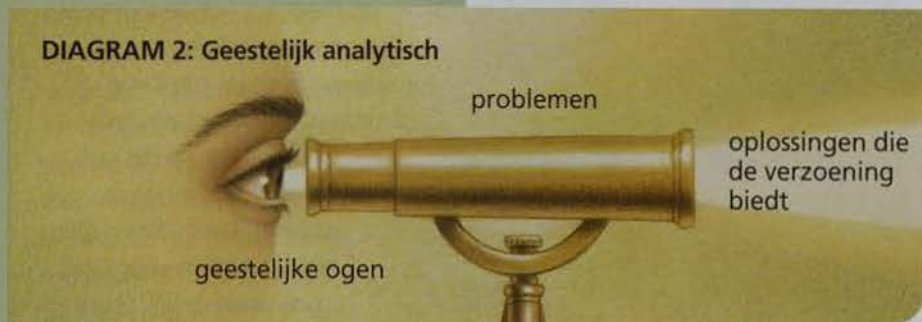 DIAGRAM 2: Geestelijk analytisch
problemen
oplossingen die
de verzoening
biedt
geestelijke ogen